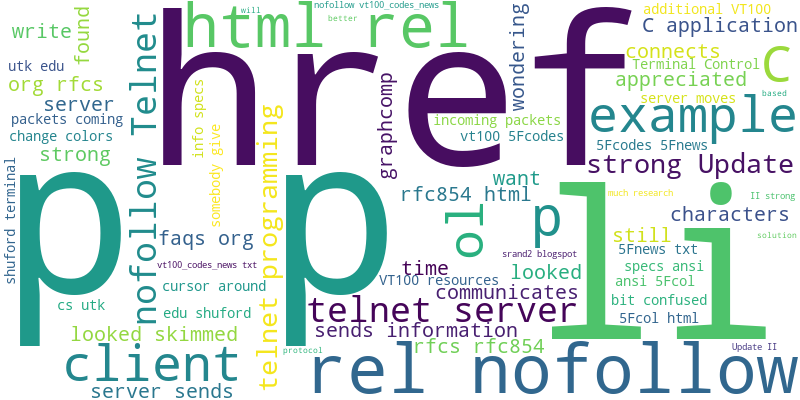 will
nofollow vt100_codes_news
better
html rel
wondering
additional VT100
C application
found
write
connects
C
Terminal Control
appreciated
server moves
based
utk edu
org rfcs
server
packets coming
change colors
strong
nofollow Telnet
href
info specs
somebody give
telnet programming
graphcomp
incoming packets
vt100 5Fcodes
example
5Fcodes 5Fnews
strong Update
shuford terminal
p
p
want
rfc854 html
ol
p
li
much research
II strong
characters
still
solution
faqs org
vt100_codes_news txt
srand2 blogspot
5Fnews txt
specs ansi
ansi 5Fcol
time
looked
VT100 resources
communicates
cursor around
bit confused
5Fcol html
cs utk
edu shuford
telnet server
sends information
looked skimmed
rfcs rfc854
protocol
Update II
client
rel nofollow
server sends